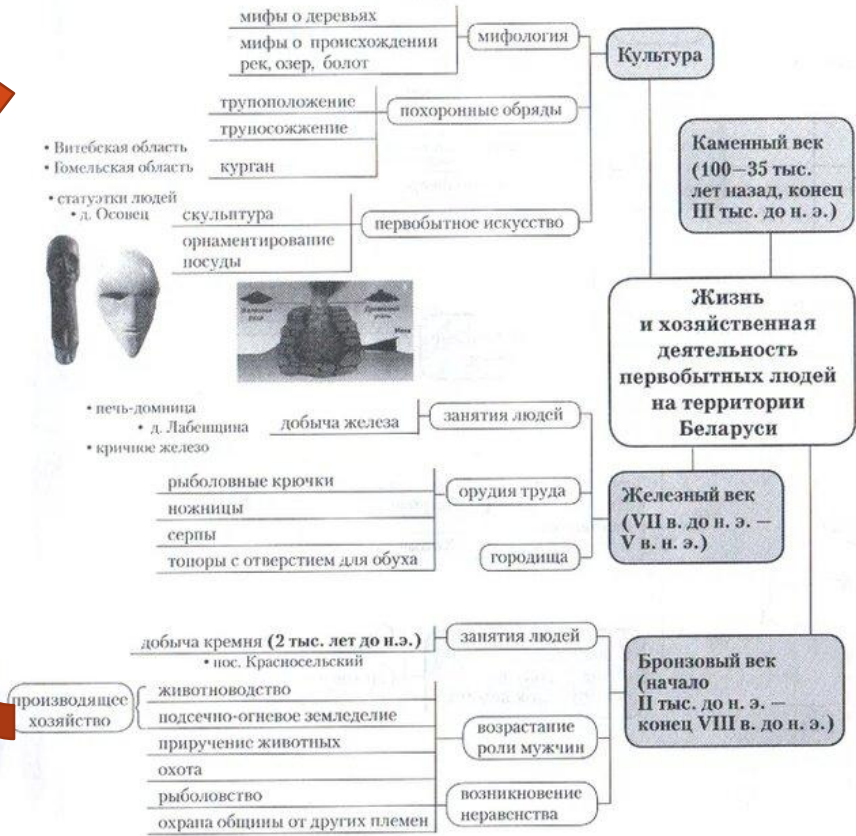 мифы о деревьях
мифы о происхождении
рек, озер, болот
мифология
Культура
трупоположение
трупосожжение
курган
похоронные обряды
• Витебская область
• Гомельская область
• статуэтки людей
• д. Осовец
скульптура
орнаментирование
посуды
первобытное искусство
Каменный век
(100–35 тыс.
лет назад, конец
III тыс. до н. э.)
Жизнь
и хозяйственная
деятельность
первобытных людей
на территории
Беларуси
• печь-домница
• д. Лабенщина
• кричное железо
добыча железа
занятия людей
рыболовные крючки
ножницы
серпы
топоры с отверстием для обуха
орудия труда
городища
Железный век
(VII в. до н. э. —
V в. н. э.)
добыча кремня (2 тыс. лет до н.э.)
• пос. Красносельский
занятия людей
производящее
хозяйство
животноводство
подсечно-огневое земледелие
приручение животных
охота
рыболовство
охрана общины от других племен
возрастание
роли мужчин
возникновение
неравенства
Бронзовый век
(начало
II тыс. до н. э. —
конец VIII в. до н. э.)